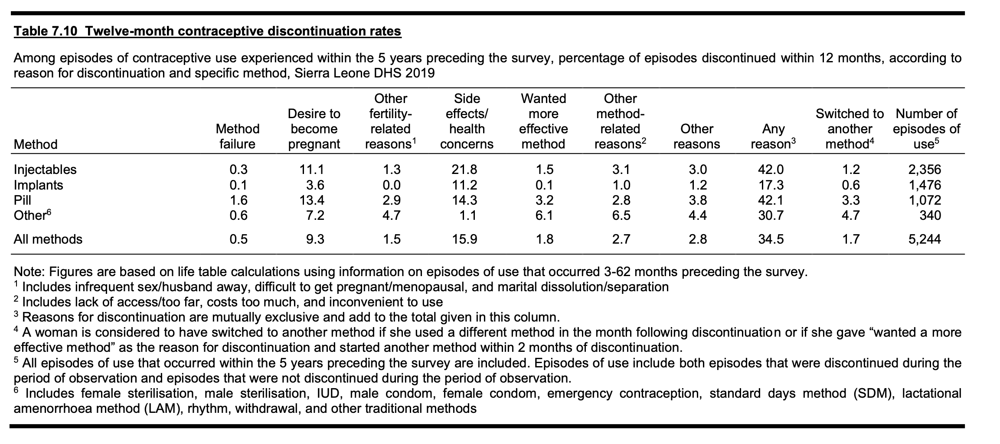 Table 7.10 Twelve-month contraceptive discontinuation rates
Among episodes of contraceptive use experienced within the 5 years preceding the survey, percentage of episodes discontinued within 12 months, according to
reason for discontinuation and specific method, Sierra Leone DHS 2019
Method | Method failure | Desire to become pregnant | Other fertility-related reasons¹ | Side effects/ health concerns | Wanted more effective method | Other method-related reasons² | Other reasons | Any reason³ | Switched to another method⁴ | Number of episodes of use⁵
Injectables 0.3 11.1 1.3 21.8 1.5 3.1 3.0 42.0 1.2 2,356
Implants 0.1 3.6 0.0 11.2 0.1 1.0 1.2 17.3 0.6 1,476
Pill 1.6 13.4 2.9 14.3 3.2 2.8 3.8 42.1 3.3 1,072
Other⁶ 0.6 7.2 4.7 1.1 6.1 6.5 4.4 30.7 4.7 340
All methods 0.5 9.3 1.5 15.9 1.8 2.7 2.8 34.5 1.7 5,244
Note: Figures are based on life table calculations using information on episodes of use that occurred 3-62 months preceding the survey.
¹ Includes infrequent sex/husband away, difficult to get pregnant/menopausal, and marital dissolution/separation
² Includes lack of access/too far, costs too much, and inconvenient to use
³ Reasons for discontinuation are mutually exclusive and add to the total given in this column.
⁴ A woman is considered to have switched to another method if she used a different method in the month following discontinuation or if she gave “wanted a more
effective method” as the reason for discontinuation and started another method within 2 months of discontinuation.
⁵ All episodes of use that occurred within the 5 years preceding the survey are included. Episodes of use include both episodes that were discontinued during the
period of observation and episodes that were not discontinued during the period of observation.
⁶ Includes female sterilisation, male sterilisation, IUD, male condom, female condom, emergency contraception, standard days method (SDM), lactational
amenorrhoea method (LAM), rhythm, withdrawal, and other traditional methods